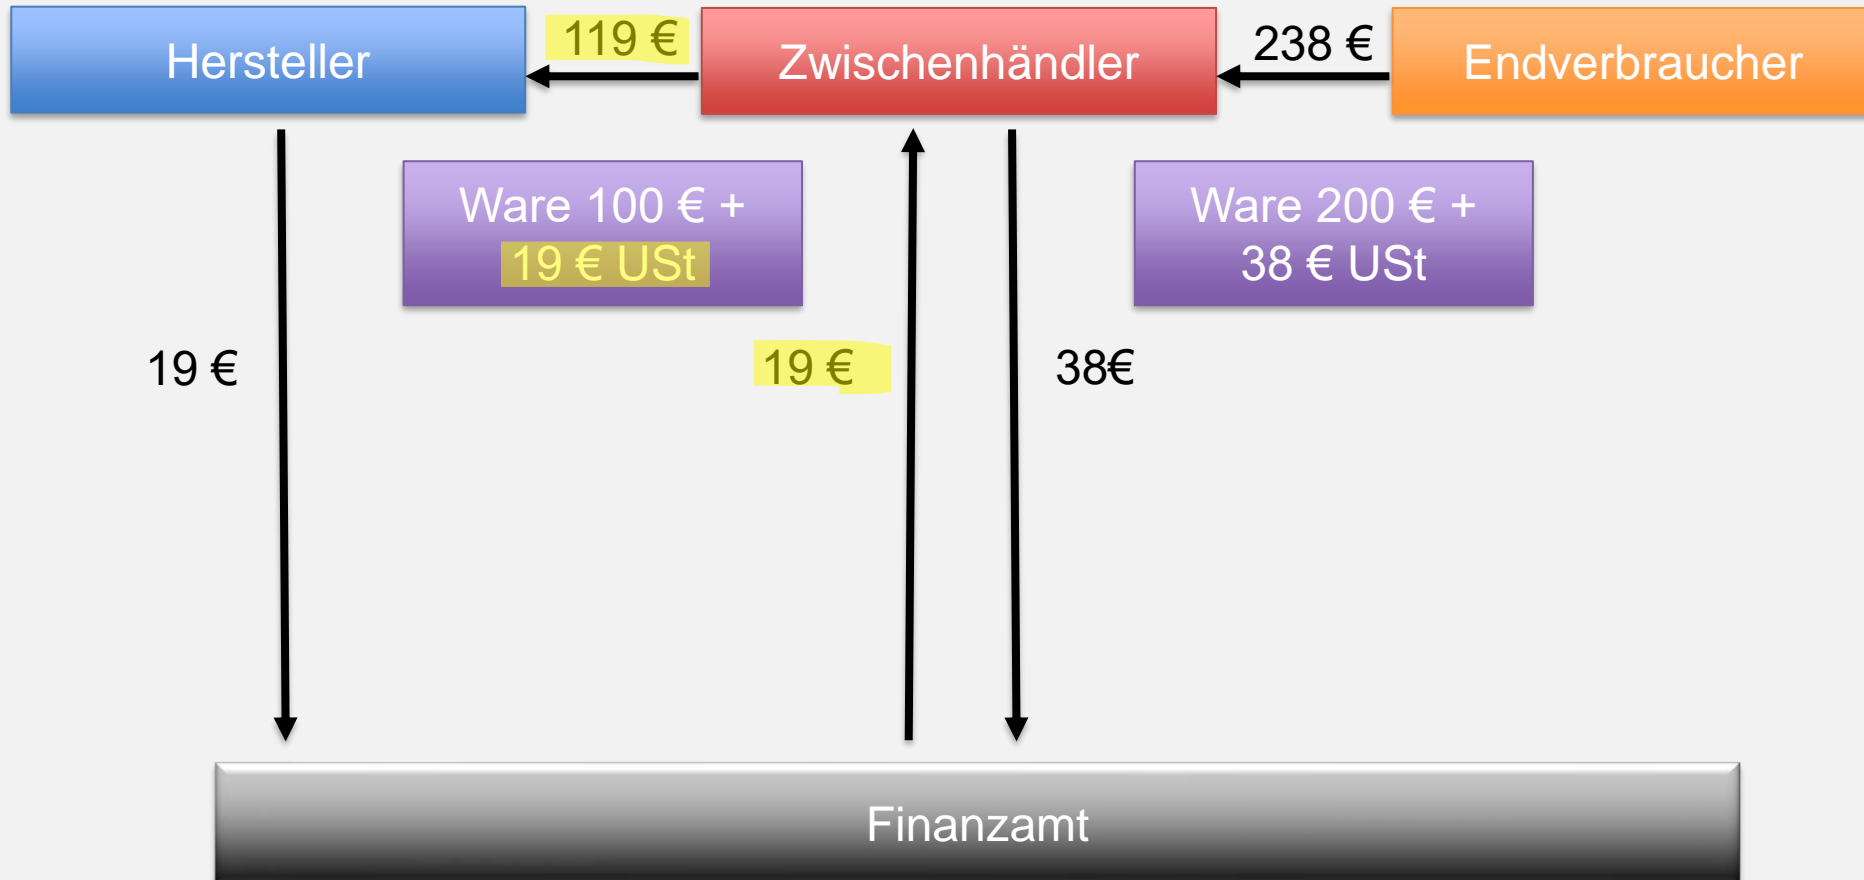 Hersteller
119 €
Zwischenhändler
238 €
Endverbraucher
Ware 100 € +
19 € USt
Ware 200 € +
38 € USt
19 €
19 €
38€
Finanzamt